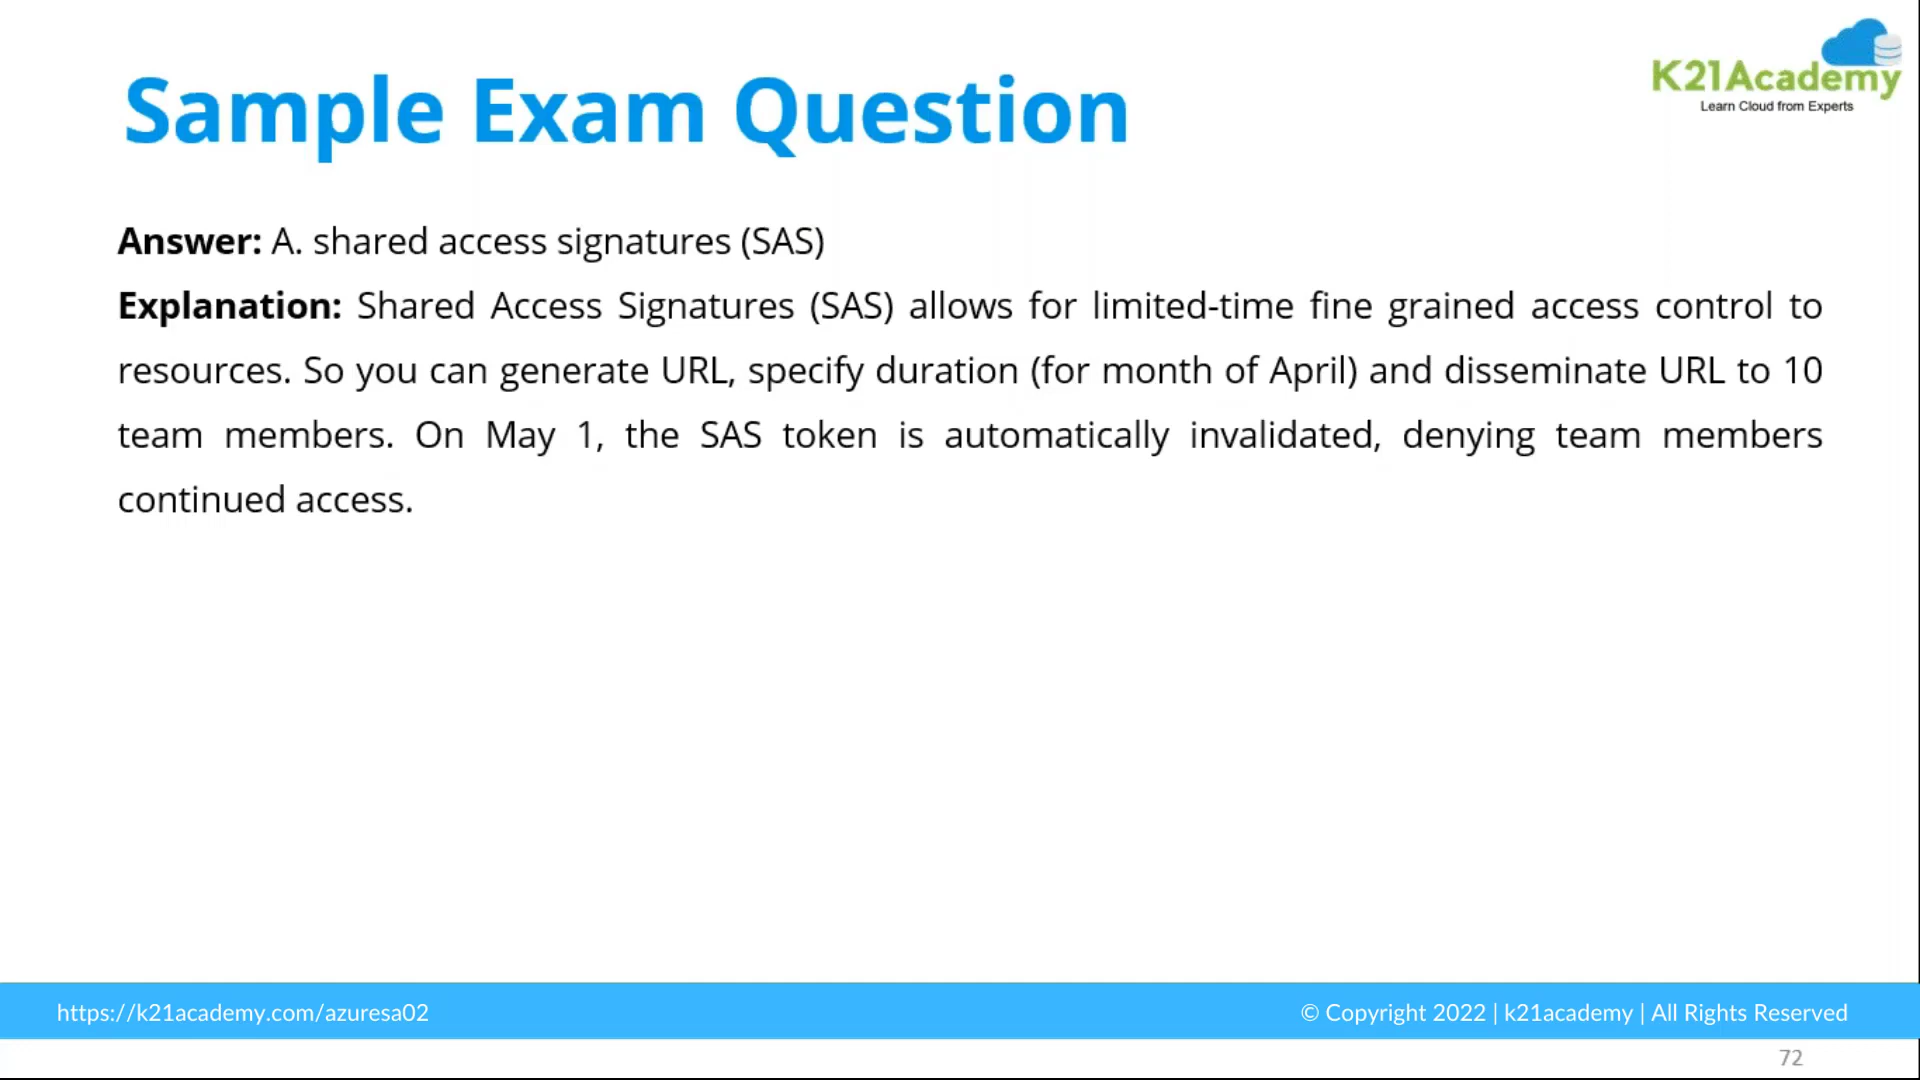 Sample Exam Question
K21Academy
Learn Cloud from Experts
Answer: A. shared access signatures (SAS)
Explanation: Shared Access Signatures (SAS) allows for limited-time fine grained access control to
resources. So you can generate URL, specify duration (for month of April) and disseminate URL to 10
team members. On May 1, the SAS token is automatically invalidated, denying team members
continued access.
https://k21academy.com/azuresa02
© Copyright 2022 | k21academy | All Rights Reserved
72